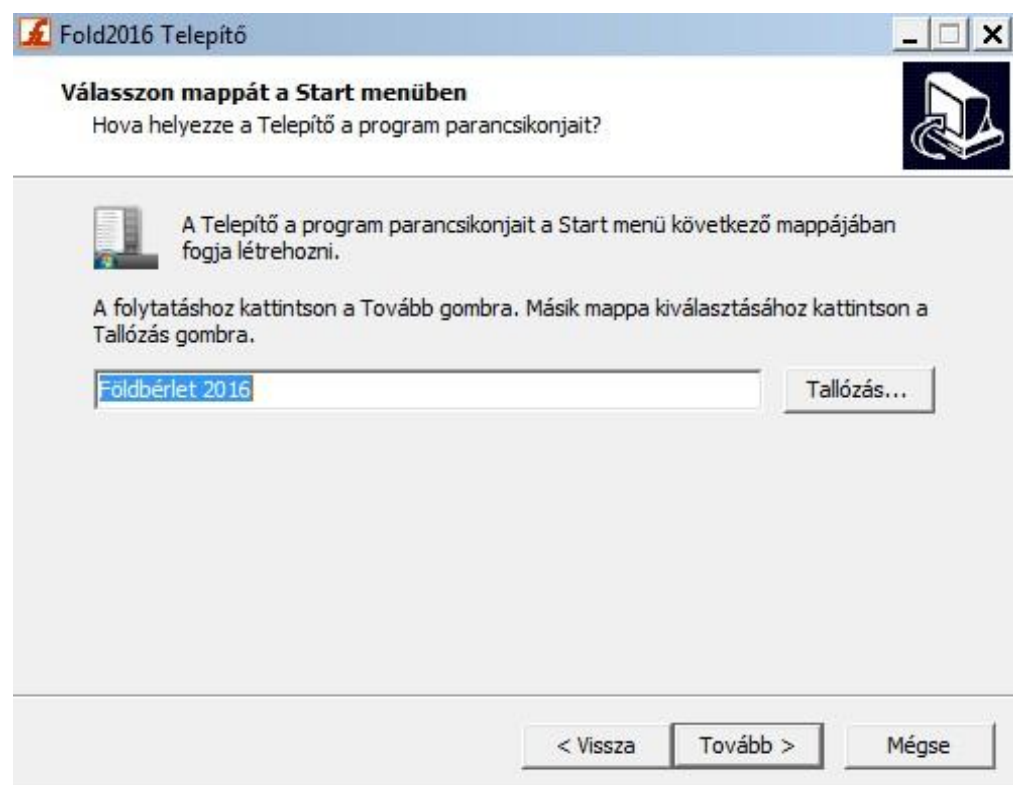 Fold2016 Telepítő
Válasszon mappát a Start menüben
Hova helyezze a Telepítő a program parancsikonjait?
A Telepítő a program parancsikonjait a Start menü következő mappájában
fogja létrehozni.
A folytatáshoz kattintson a Tovább gombra. Másik mappa kiválasztásához kattintson a
Tallózás gombra.
Földbérlet 2016
Tallózás...
< Vissza
Tovább >
Mégse